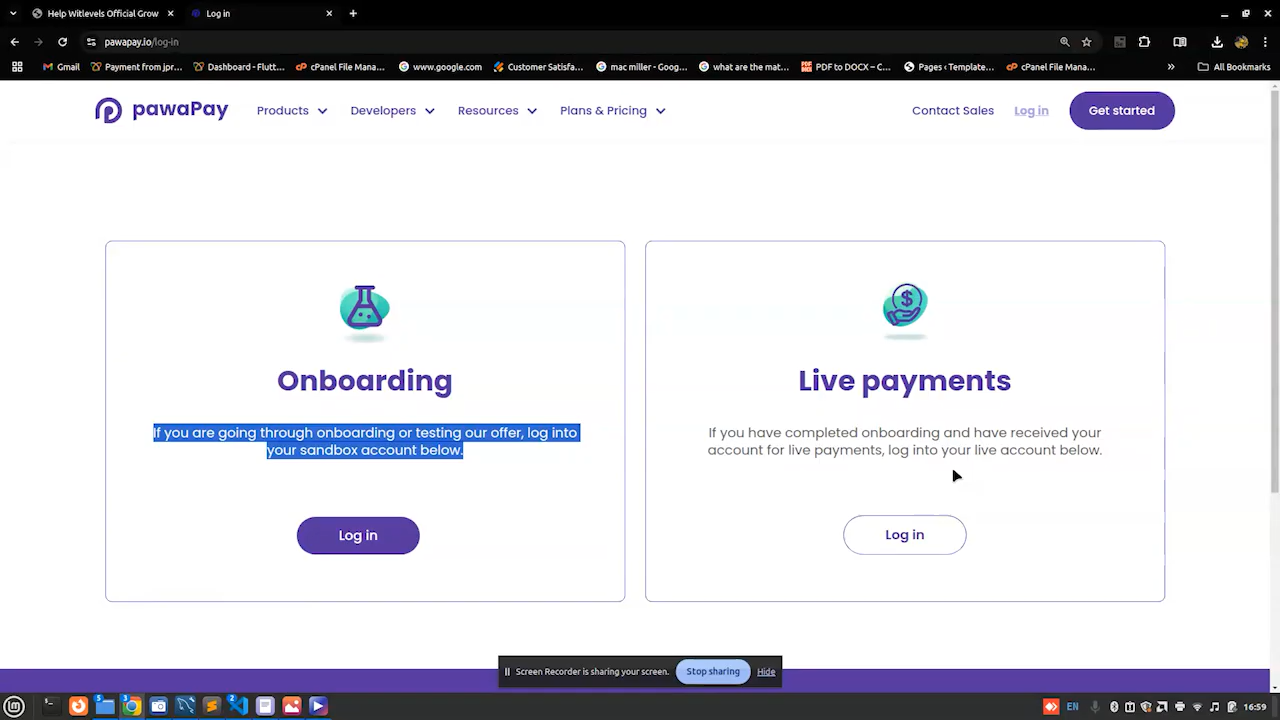 Help Witlevels Official Grow
Log in
pawapay.io/log-in
Gmail
Payment from jpr...
Dashboard - Flutt...
cPanel File Mana...
www.google.com
Customer Satisfa...
mac miller - Goog...
what are the mat...
PDF to DOCX – C...
Pages ‹ Template...
cPanel File Mana...
»
All Bookmarks
pawaPay
Products
Developers
Resources
Plans & Pricing
Contact Sales
Log in
Get started
Onboarding
If you are going through onboarding or testing our offer, log into
your sandbox account below.
Log in
Live payments
If you have completed onboarding and have received your
account for live payments, log into your live account below.
Log in
Screen Recorder is sharing your screen.
Stop sharing
Hide
5
3
2
EN
16:59